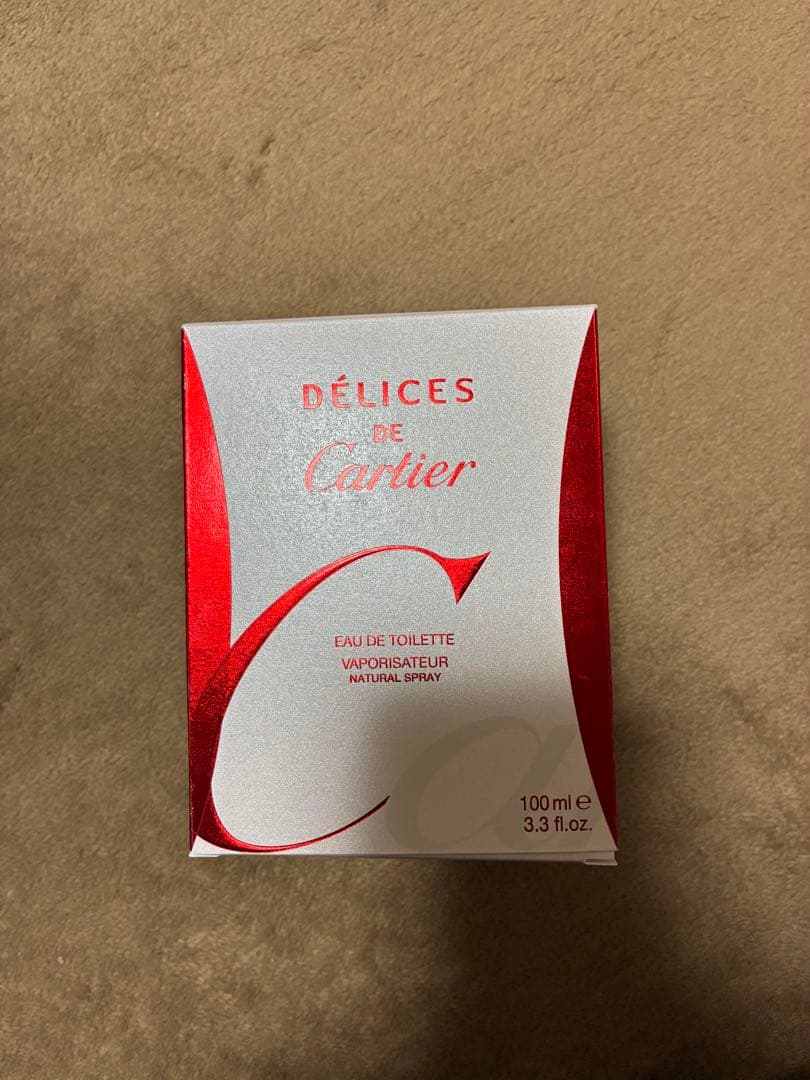 DÉLICES
DE
Cartier
EAU DE TOILETTE
VAPORISATEUR
NATURAL SPRAY
100 ml ℮
3.3 fl.oz.